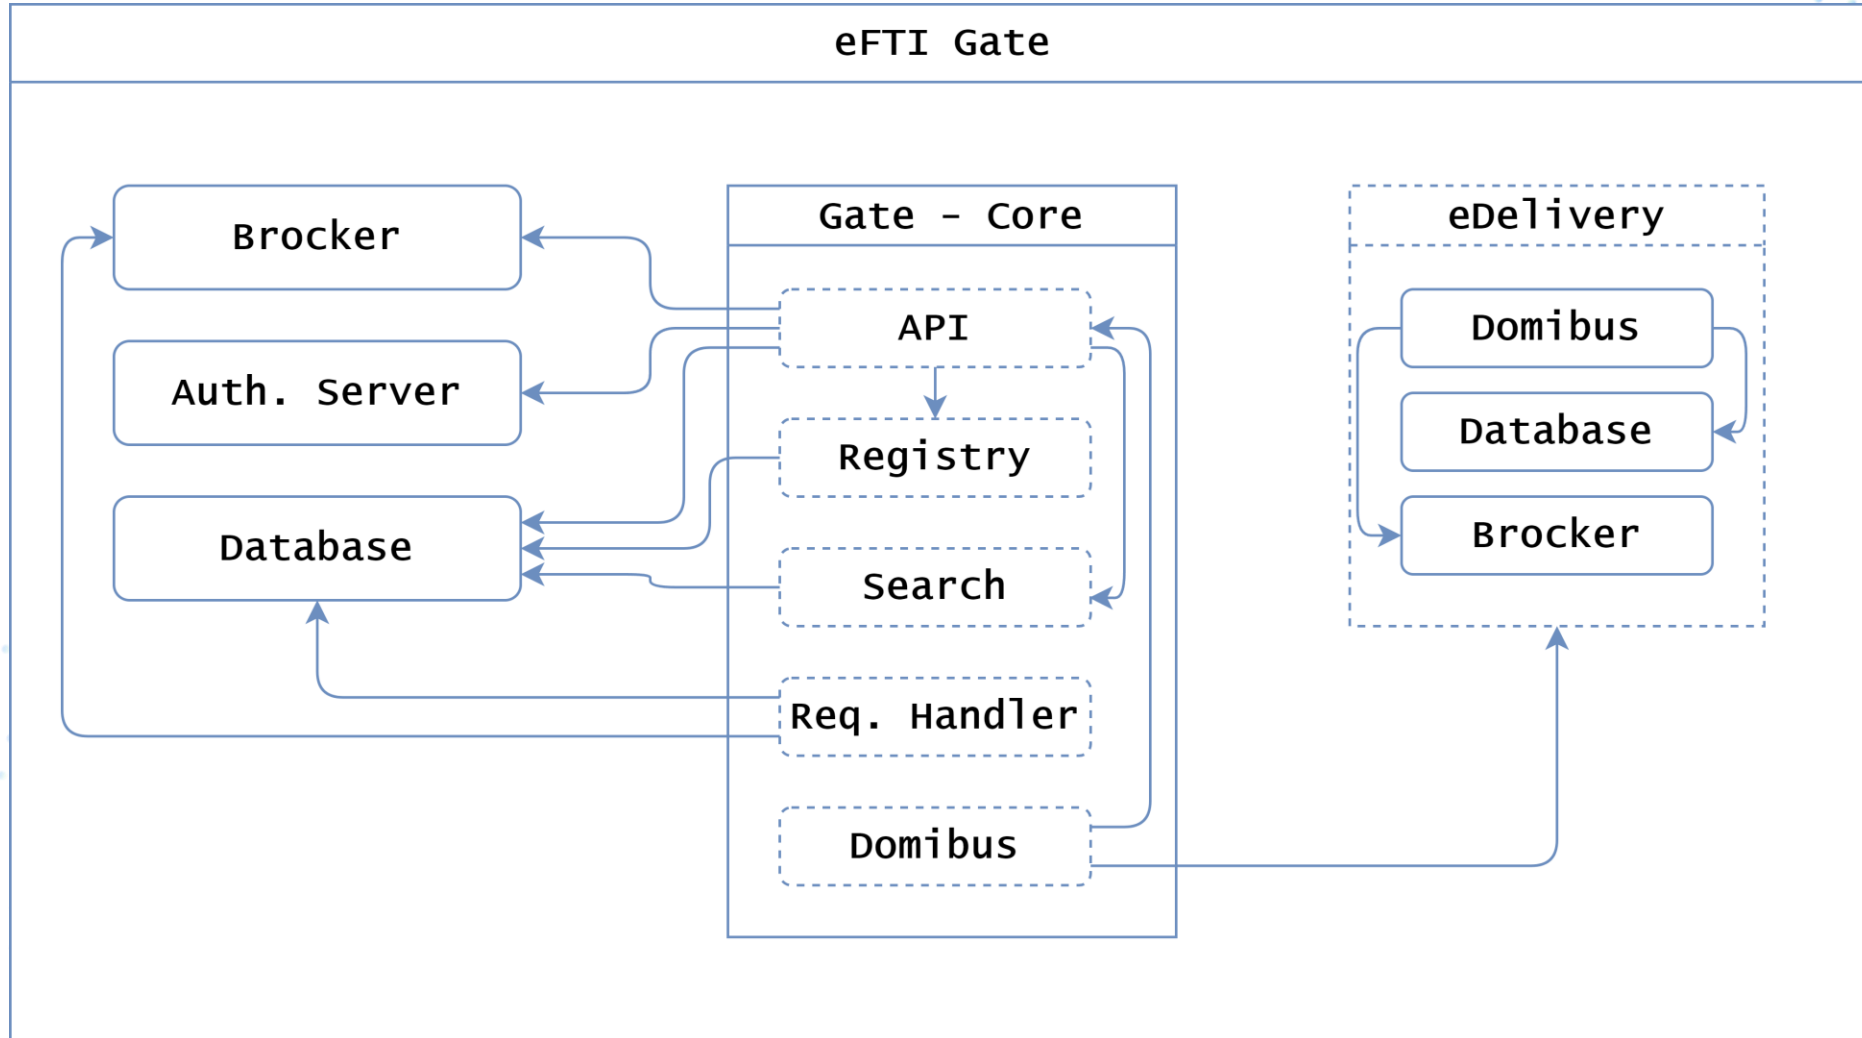 eFTI Gate
Brocker
Auth. Server
Database
Gate - Core
API
Registry
Search
Req. Handler
Domibus
eDelivery
Domibus
Database
Brocker